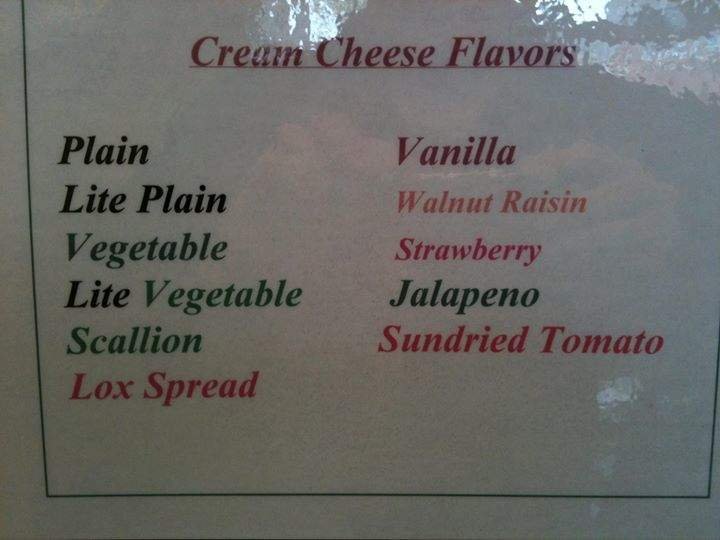 Cream Cheese Flavors
Plain
Lite Plain
Vegetable
Lite Vegetable
Scallion
Lox Spread
Vanilla
Walnut Raisin
Strawberry
Jalapeno
Sundried Tomato